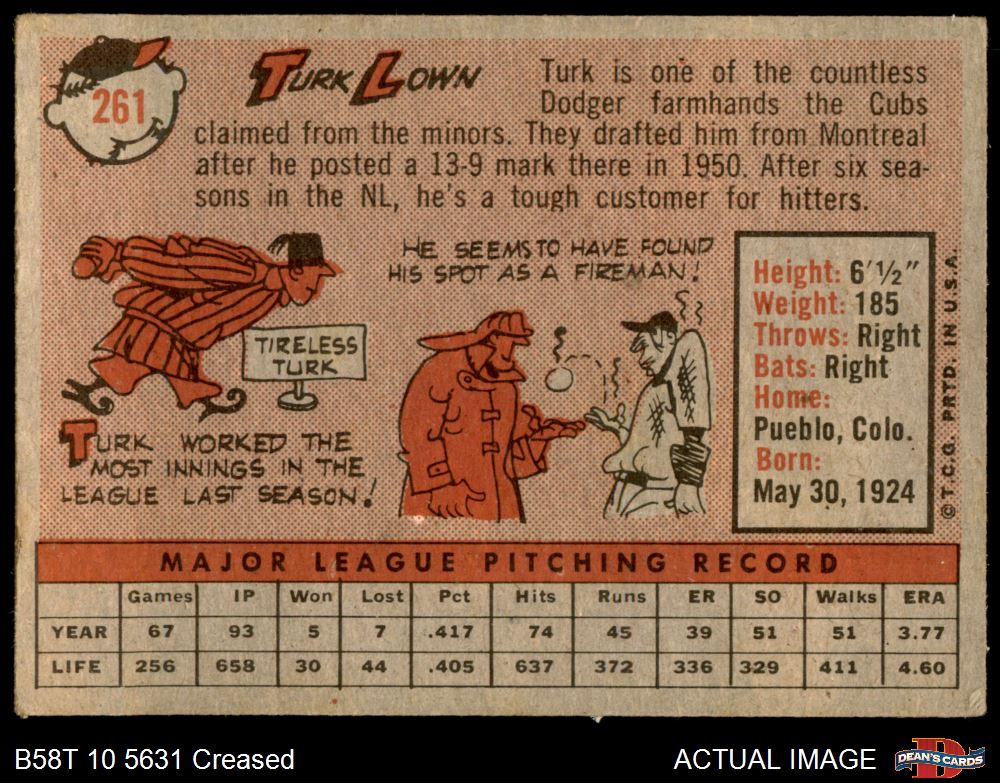 261
TURK LOWN
Turk is one of the countless
Dodger farmhands the Cubs
claimed from the minors. They drafted him from Montreal
after he posted a 13-9 mark there in 1950. After six sea-
sons in the NL, he's a tough customer for hitters.
TIRELESS
TURK
TURK WORKED THE
MOST INNINGS IN THE
LEAGUE LAST SEASON!
HE SEEMS TO HAVE FOUND
HIS SPOT AS A FIREMAN!
Height: 6'½"
Weight: 185
Throws: Right
Bats: Right
Home:
Pueblo, Colo.
Born:
May 30, 1924
© T.C.G. PRTD. IN U.S.A.
MAJOR LEAGUE PITCHING RECORD
Games IP Won Lost Pct Hits Runs ER SO Walks ERA
YEAR 67 93 5 7 .417 74 45 39 51 51 3.77
LIFE 256 658 30 44 .405 637 372 336 329 411 4.60
B58T 10 5631 Creased
ACTUAL IMAGE
D
DEAN'S CARDS